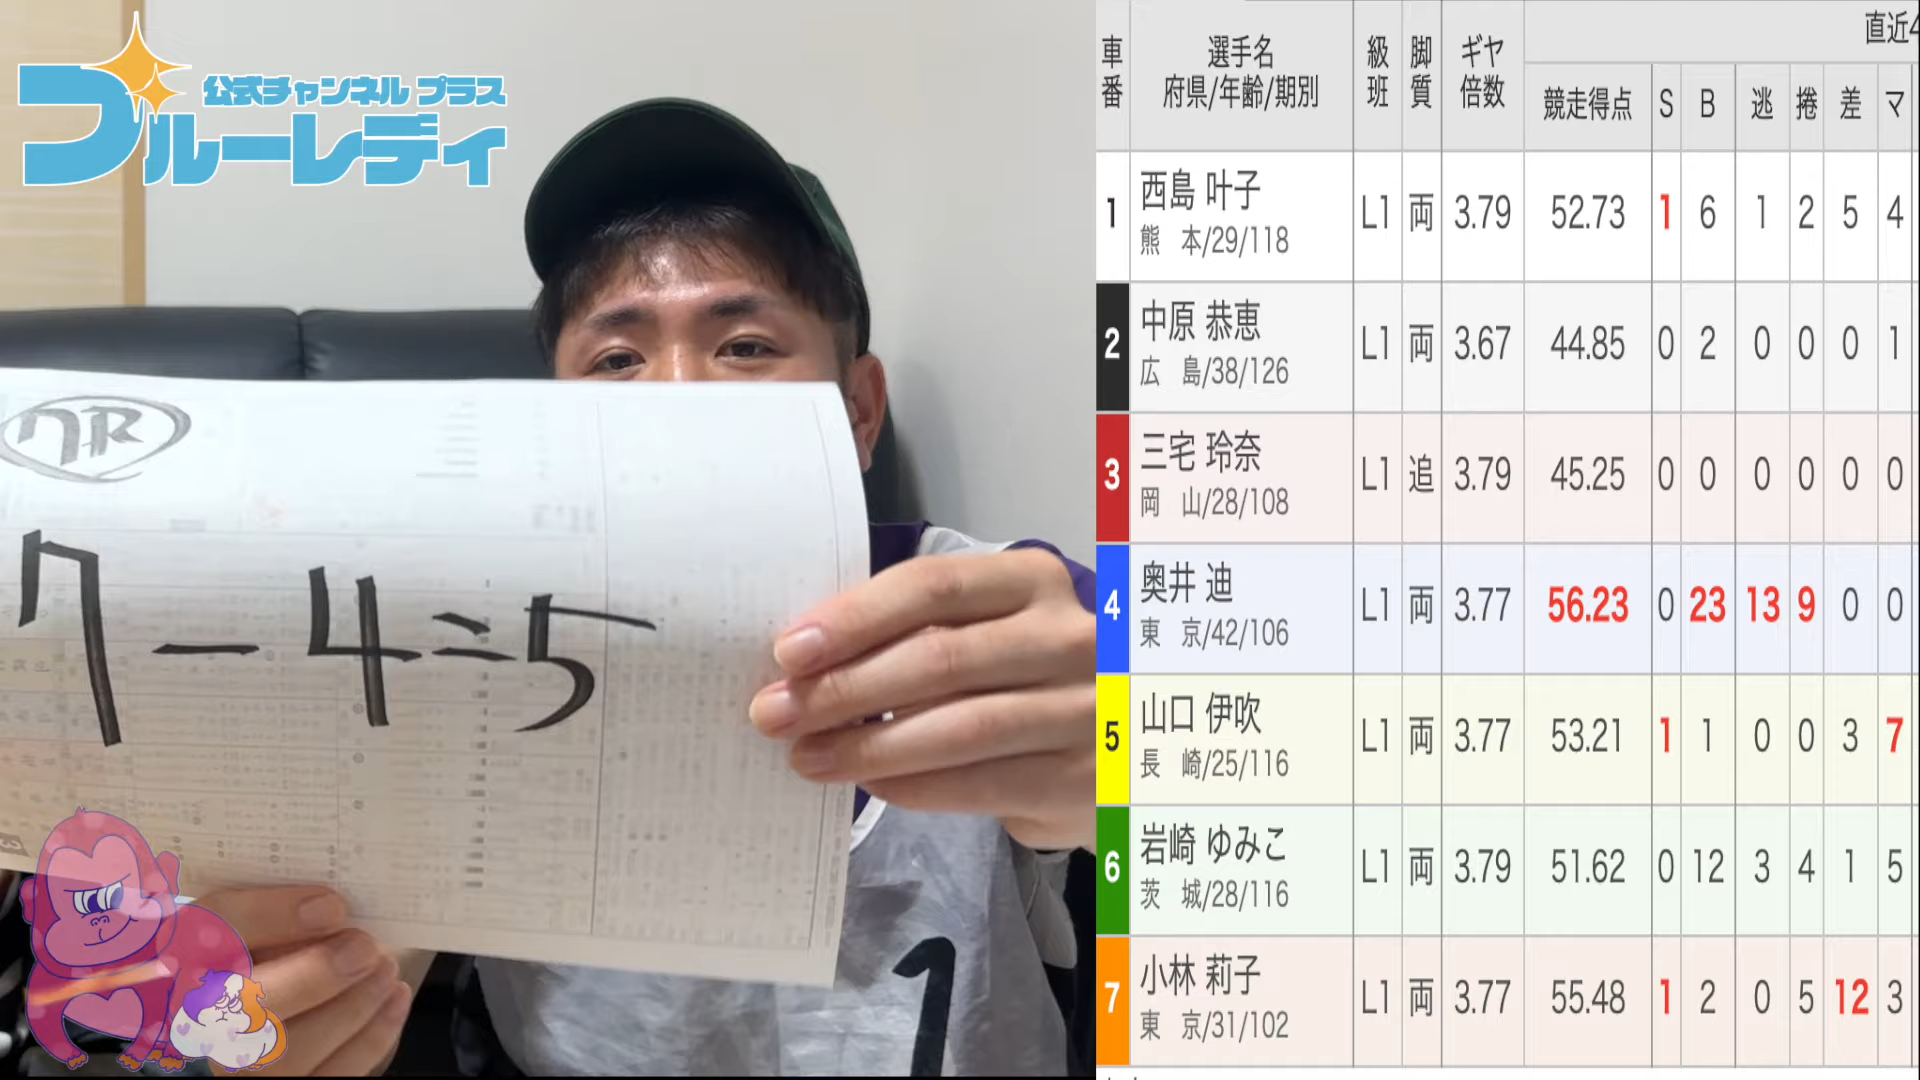 公式チャンネル プラス
ブルーレディ
7R
7-4=5
1
車番 選手名 府県/年齢/期別 級班 脚質 ギヤ倍数 直近4
競走得点 S B 逃 捲 差 マ
1 西島 叶子 L1 両 3.79 52.73 1 6 1 2 5 4
熊 本/29/118
2 中原 恭恵 L1 両 3.67 44.85 0 2 0 0 0 1
広 島/38/126
3 三宅 玲奈 L1 追 3.79 45.25 0 0 0 0 0 0
岡 山/28/108
4 奥井 迪 L1 両 3.77 56.23 0 23 13 9 0 0
東 京/42/106
5 山口 伊吹 L1 両 3.77 53.21 1 1 0 0 3 7
長 崎/25/116
6 岩崎 ゆみこ L1 両 3.79 51.62 0 12 3 4 1 5
茨 城/28/116
7 小林 莉子 L1 両 3.77 55.48 1 2 0 5 12 3
東 京/31/102